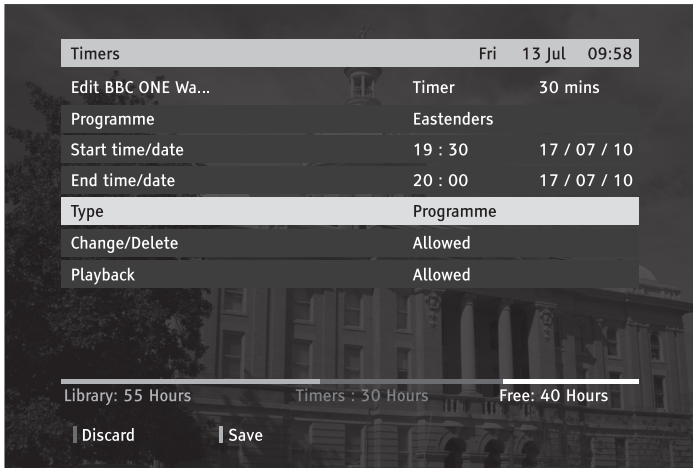 Timers Fri 13 Jul 09:58
Edit BBC ONE Wa... Timer 30 mins
Programme Eastenders
Start time/date 19 : 30 17 / 07 / 10
End time/date 20 : 00 17 / 07 / 10
Type Programme
Change/Delete Allowed
Playback Allowed
Library: 55 Hours Timers : 30 Hours Free: 40 Hours
Discard Save